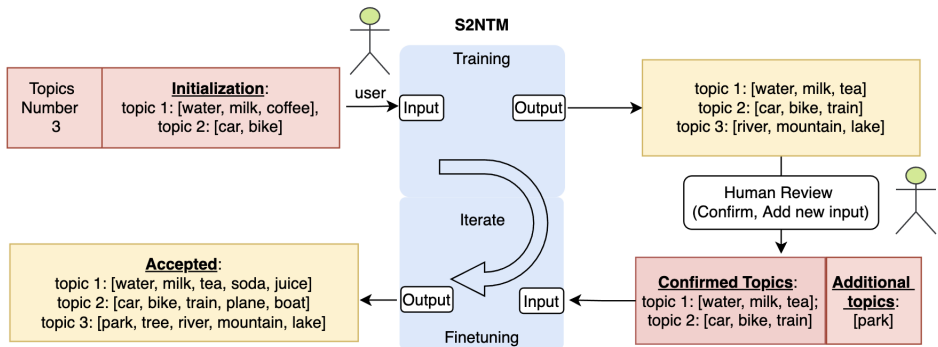 S2NTM
Training
Topics
Number
3
Initialization:
topic 1: [water, milk, coffee],
topic 2: [car, bike]
user
Input
Output
topic 1: [water, milk, tea]
topic 2: [car, bike, train]
topic 3: [river, mountain, lake]
Human Review
(Confirm, Add new input)
Iterate
Confirmed Topics:
topic 1: [water, milk, tea];
topic 2: [car, bike, train]
Additional
topics:
[park]
Input
Output
Finetuning
Accepted:
topic 1: [water, milk, tea, soda, juice]
topic 2: [car, bike, train, plane, boat]
topic 3: [park, tree, river, mountain, lake]